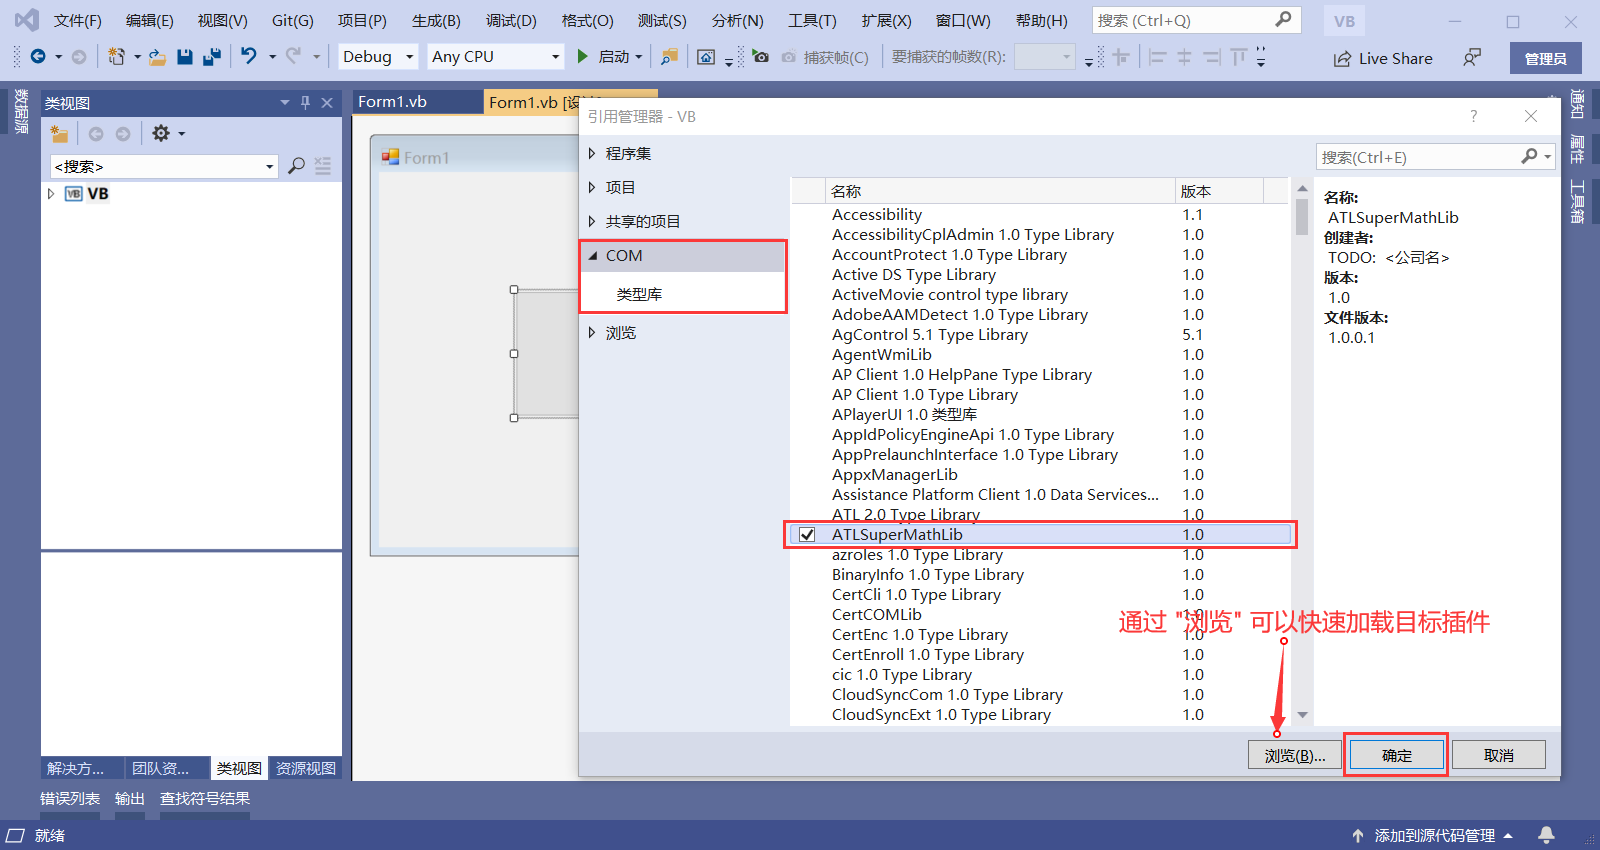 文件(F) 编辑(E) 视图(V) Git(G) 项目(P) 生成(B) 调试(D) 格式(O) 测试(S) 分析(N) 工具(T) 扩展(X) 窗口(W) 帮助(H) 搜索 (Ctrl+Q) VB
Debug Any CPU 启动 捕获帧(C) 要捕获的帧数(R): Live Share 管理员
数据源
类视图
<搜索>
VB
Form1.vb
Form1.vb [设
Form1
引用管理器 - VB
程序集
项目
共享的项目
COM
类型库
浏览
搜索(Ctrl+E)
名称 版本
Accessibility 1.1
AccessibilityCplAdmin 1.0 Type Library 1.0
AccountProtect 1.0 Type Library 1.0
Active DS Type Library 1.0
ActiveMovie control type library 1.0
AdobeAAMDetect 1.0 Type Library 1.0
AgControl 5.1 Type Library 5.1
AgentWmiLib 1.0
AP Client 1.0 HelpPane Type Library 1.0
AP Client 1.0 Type Library 1.0
APlayerUI 1.0 类型库 1.0
AppIdPolicyEngineApi 1.0 Type Library 1.0
AppPrelaunchInterface 1.0 Type Library 1.0
AppxManagerLib 1.0
Assistance Platform Client 1.0 Data Services... 1.0
ATL 2.0 Type Library 1.0
ATLSuperMathLib 1.0
azroles 1.0 Type Library 1.0
BinaryInfo 1.0 Type Library 1.0
CertCli 1.0 Type Library 1.0
CertCOMLib 1.0
CertEnc 1.0 Type Library 1.0
CertEnroll 1.0 Type Library 1.0
cic 1.0 Type Library 1.0
CloudSyncCom 1.0 Type Library 1.0
CloudSyncExt 1.0 Type Library 1.0
名称:
ATLSuperMathLib
创建者:
TODO: <公司名>
版本:
1.0
文件版本:
1.0.0.1
通过 "浏览" 可以快速加载目标插件
浏览(B)... 确定 取消
通知
属性
工具箱
解决方... 团队资... 类视图 资源视图
错误列表 输出 查找符号结果
就绪 添加到源代码管理